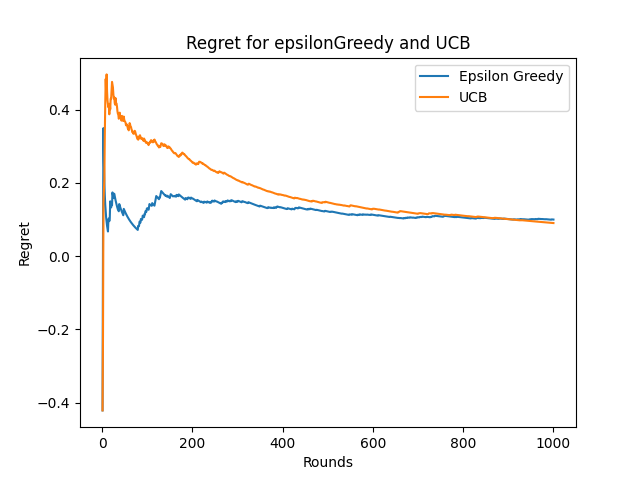 Regret for epsilonGreedy and UCB
Epsilon Greedy
UCB
0.4
0.2
0.0
−0.2
−0.4
Regret
0
200
400
600
800
1000
Rounds